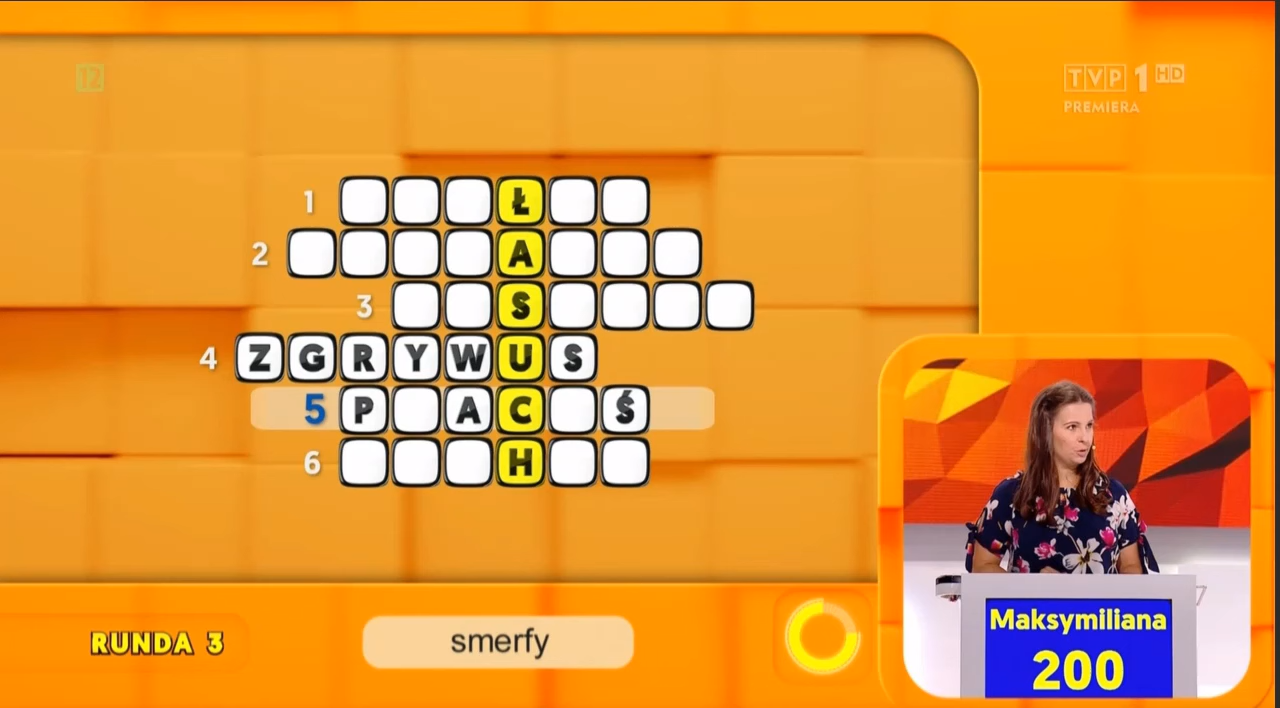 12
TVP 1 HD
PREMIERA
1 Ł
2 A
3 S
4 ZGRYWUS
5 P AC Ś
6 H
RUNDA 3
smerfy
Maksymiliana
200